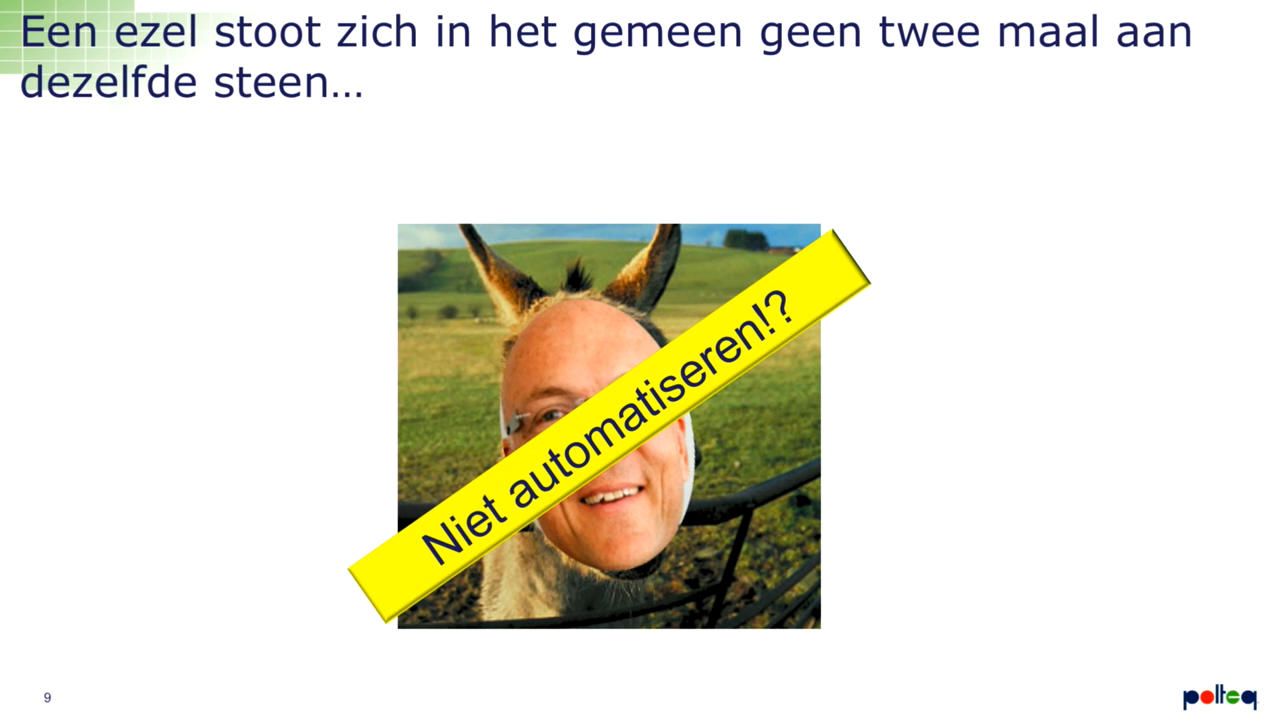 Een ezel stoot zich in het gemeen geen twee maal aan
dezelfde steen…
Niet automatiseren!?
9
polteq